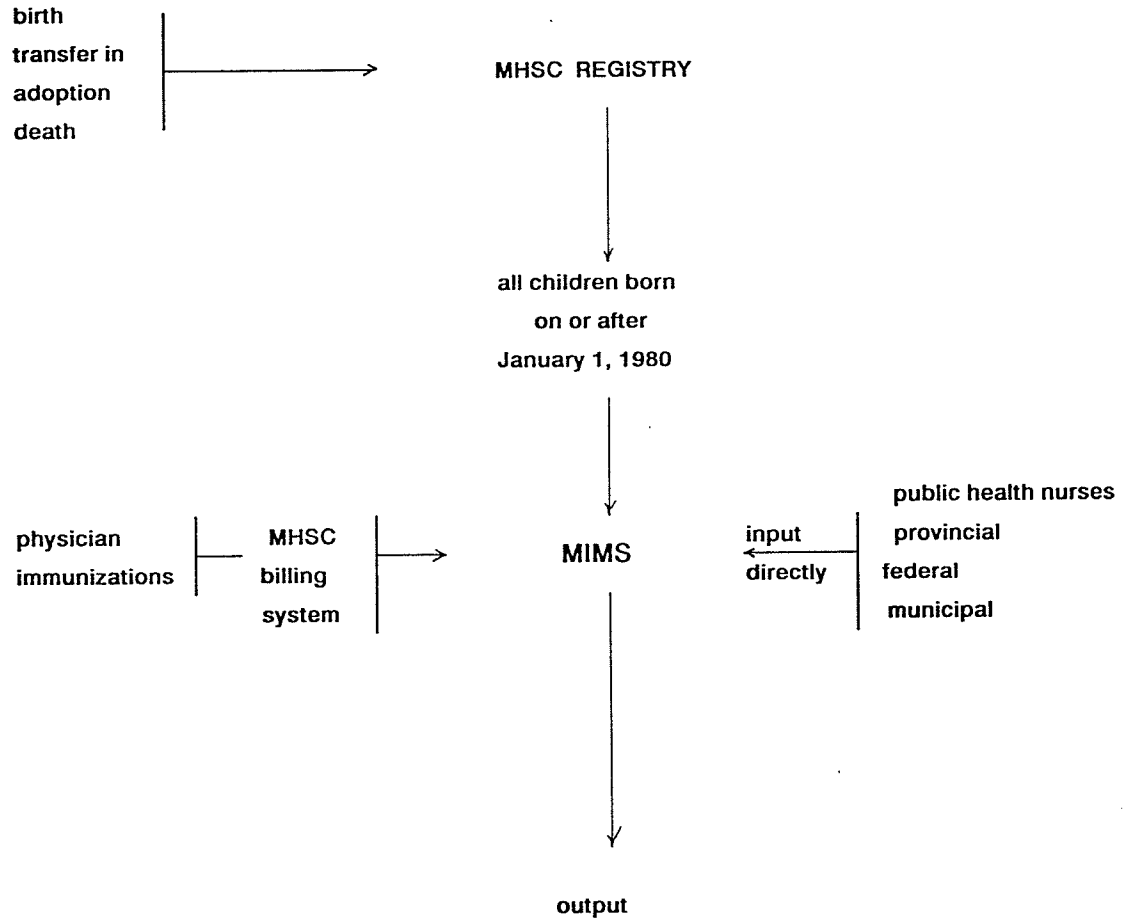 birth
transfer in
adoption
death
MHSC REGISTRY
all children born
on or after
January 1, 1980
physician
immunizations
MHSC
billing
system
MIMS
input
directly
public health nurses
provincial
federal
municipal
output